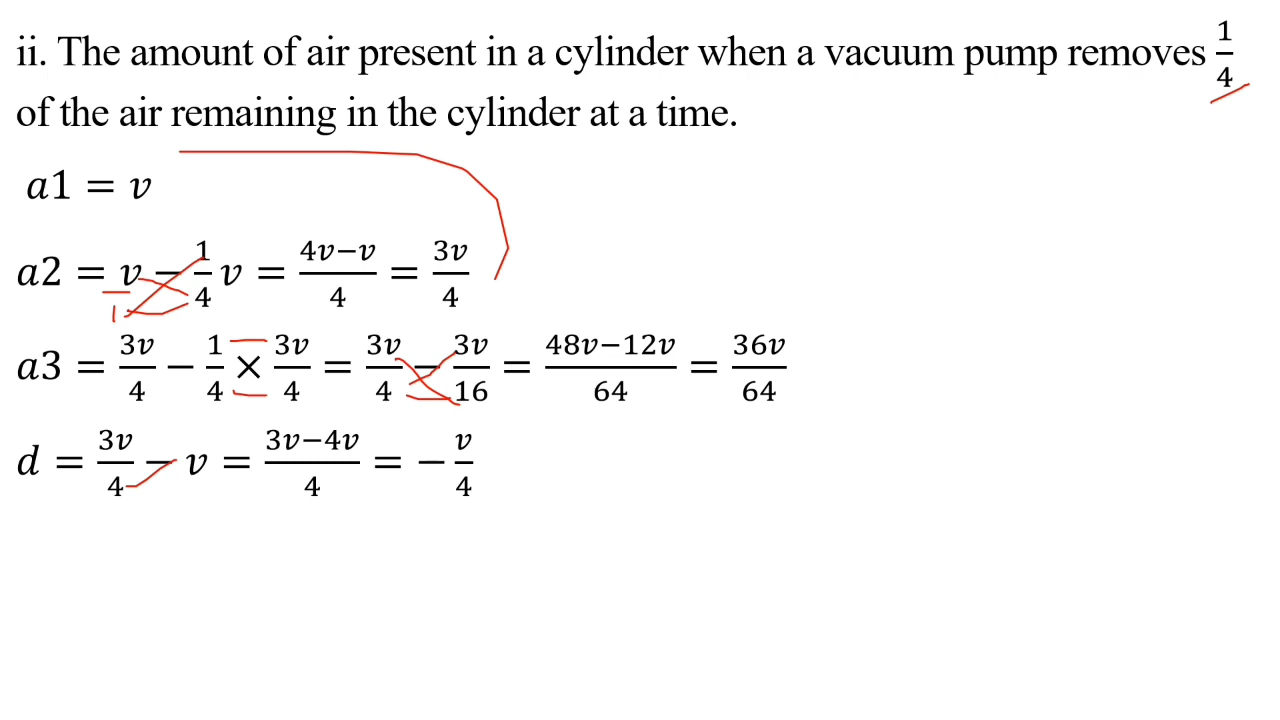 ii. The amount of air present in a cylinder when a vacuum pump removes 1/4
of the air remaining in the cylinder at a time.
a1 = v
a2 = v − 1/4 v = (4v−v)/4 = 3v/4
1
a3 = 3v/4 − 1/4 × 3v/4 = 3v/4 − 3v/16 = (48v−12v)/64 = 36v/64
d = 3v/4 − v = (3v−4v)/4 = − v/4